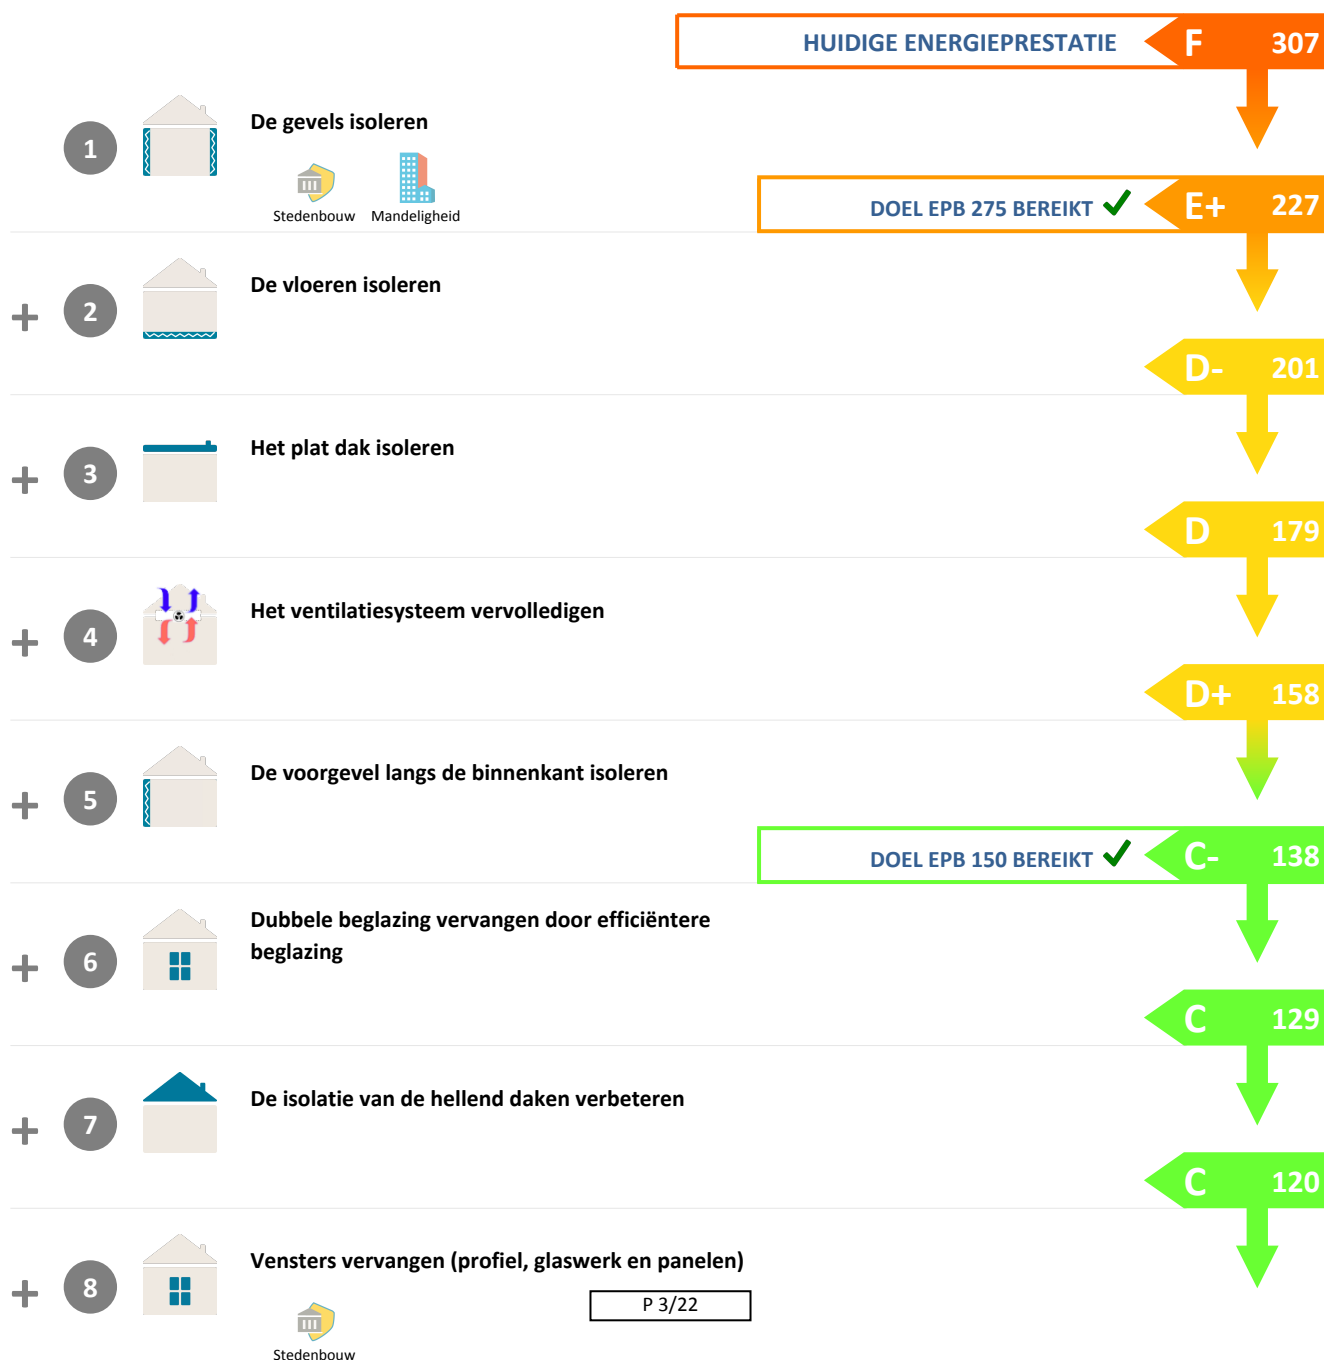 HUIDIGE ENERGIEPRESTATIE F 307
1 De gevels isoleren
Stedenbouw Mandeligheid
DOEL EPB 275 BEREIKT ✔ E+ 227
+ 2 De vloeren isoleren
D- 201
+ 3 Het plat dak isoleren
D 179
+ 4 Het ventilatiesysteem vervolledigen
D+ 158
+ 5 De voorgevel langs de binnenkant isoleren
DOEL EPB 150 BEREIKT ✔ C- 138
+ 6 Dubbele beglazing vervangen door efficiëntere
beglazing
C 129
+ 7 De isolatie van de hellend daken verbeteren
C 120
+ 8 Vensters vervangen (profiel, glaswerk en panelen)
P 3/22
Stedenbouw